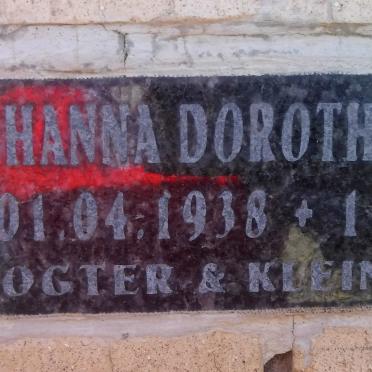 HANNA DOROTH
01.04.1938 + 1
OGTER & KLEIN